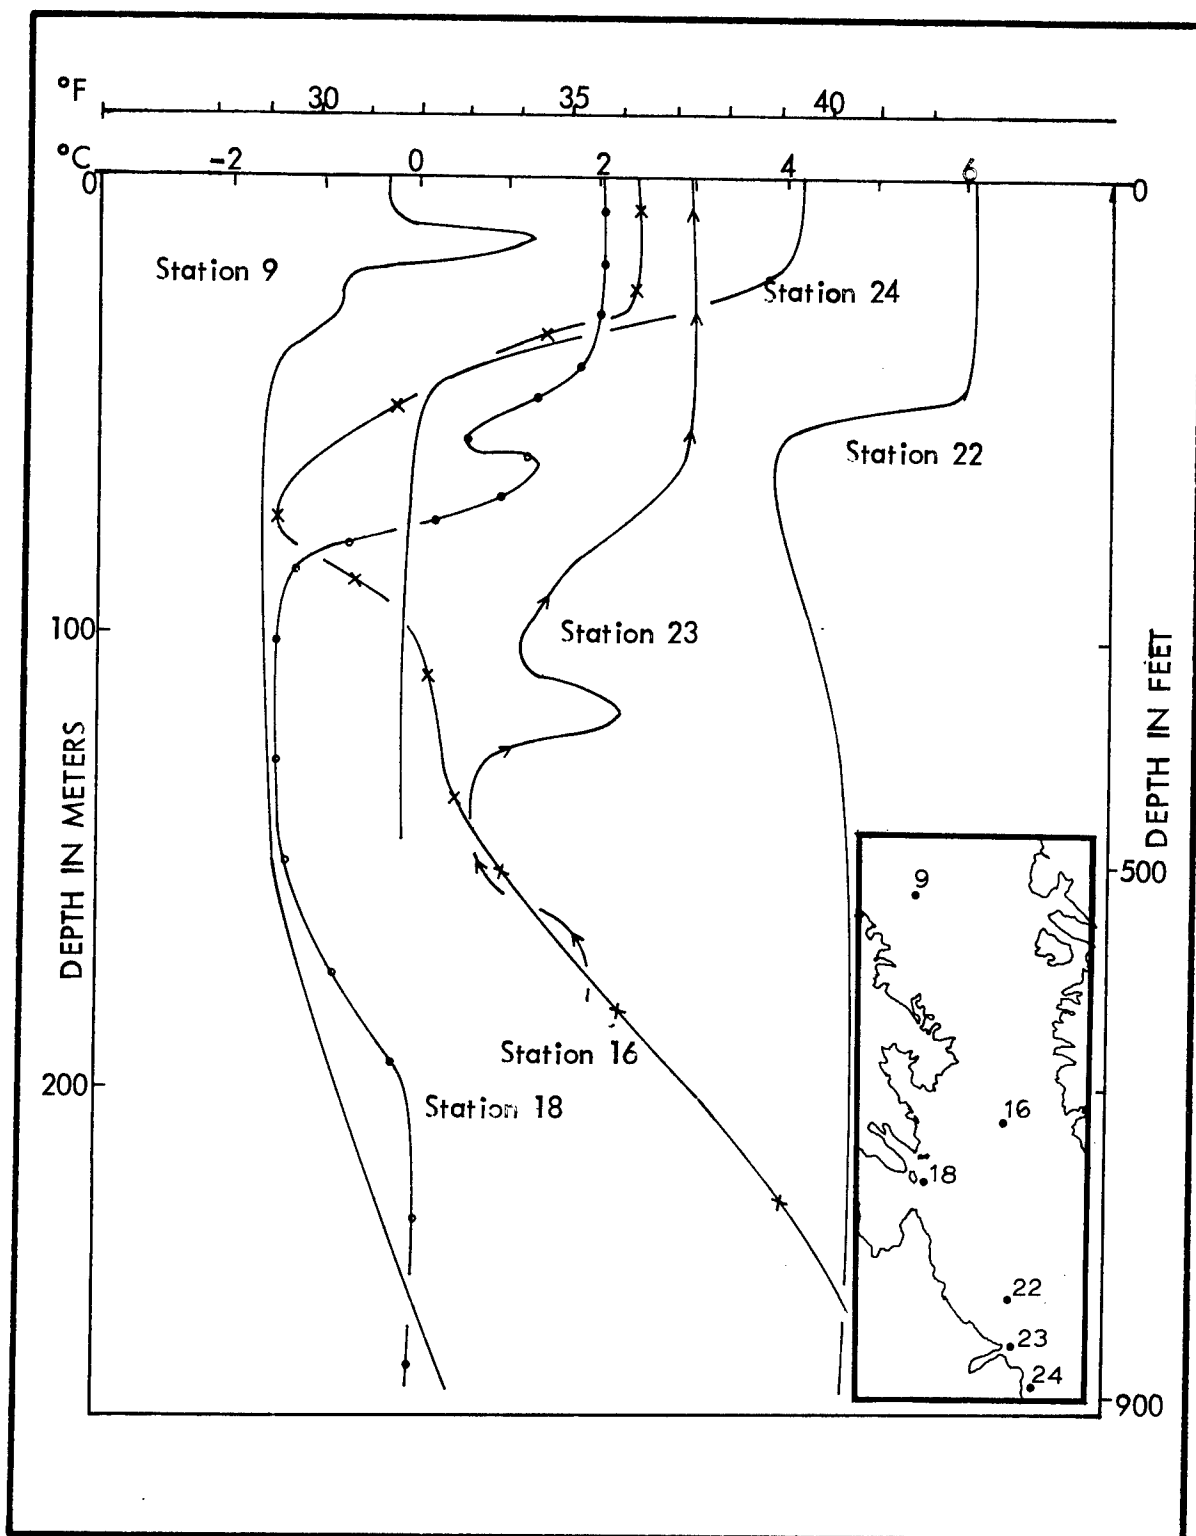 °F 30 35 40
°C -2 0 2 4 6
0 0
Station 9
Station 24
Station 22
100
Station 23
DEPTH IN METERS
DEPTH IN FEET
500
9
Station 16
200
Station 18
16
18
22
23
24
900